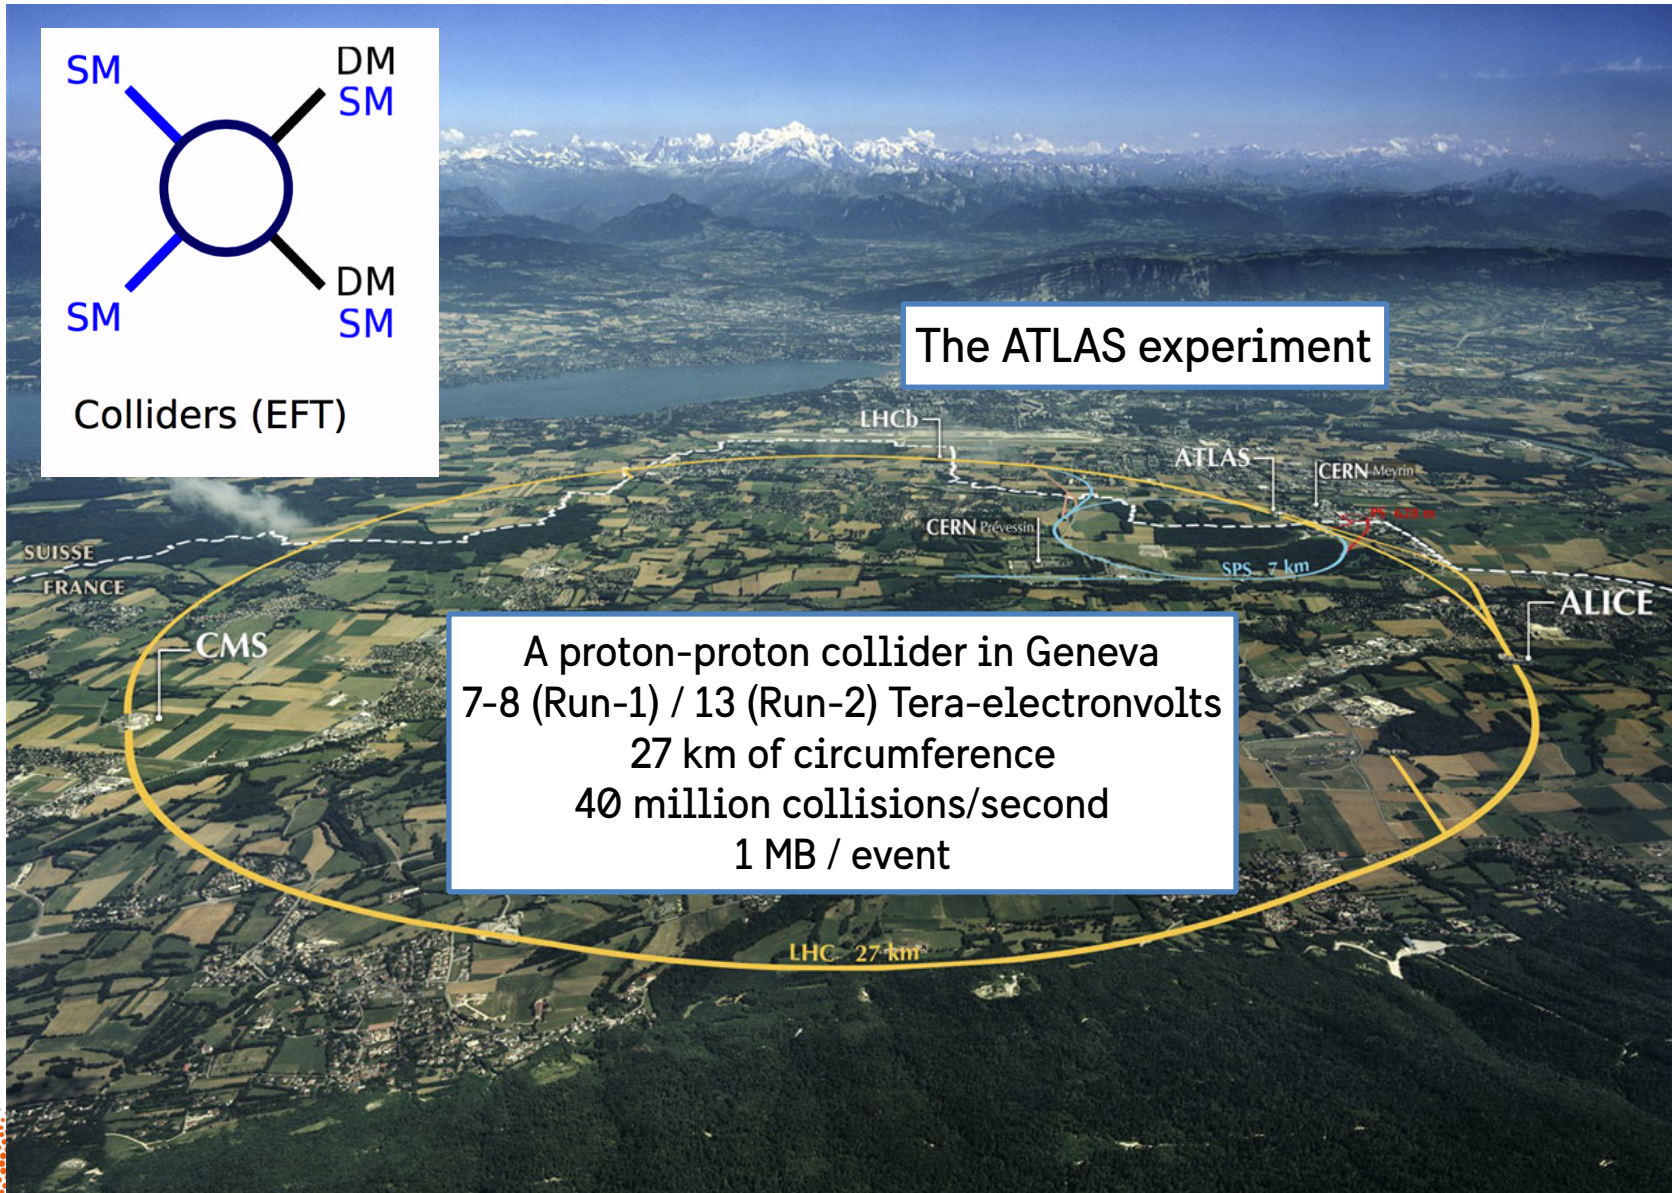 SM
DM
SM
SM
DM
SM
Colliders (EFT)
The ATLAS experiment
LHCb
ATLAS
CERN Meyrin
PS 628 m
CERN Prévessin
SPS 7 km
SUISSE
FRANCE
CMS
ALICE
A proton-proton collider in Geneva
7-8 (Run-1) / 13 (Run-2) Tera-electronvolts
27 km of circumference
40 million collisions/second
1 MB / event
LHC 27 km